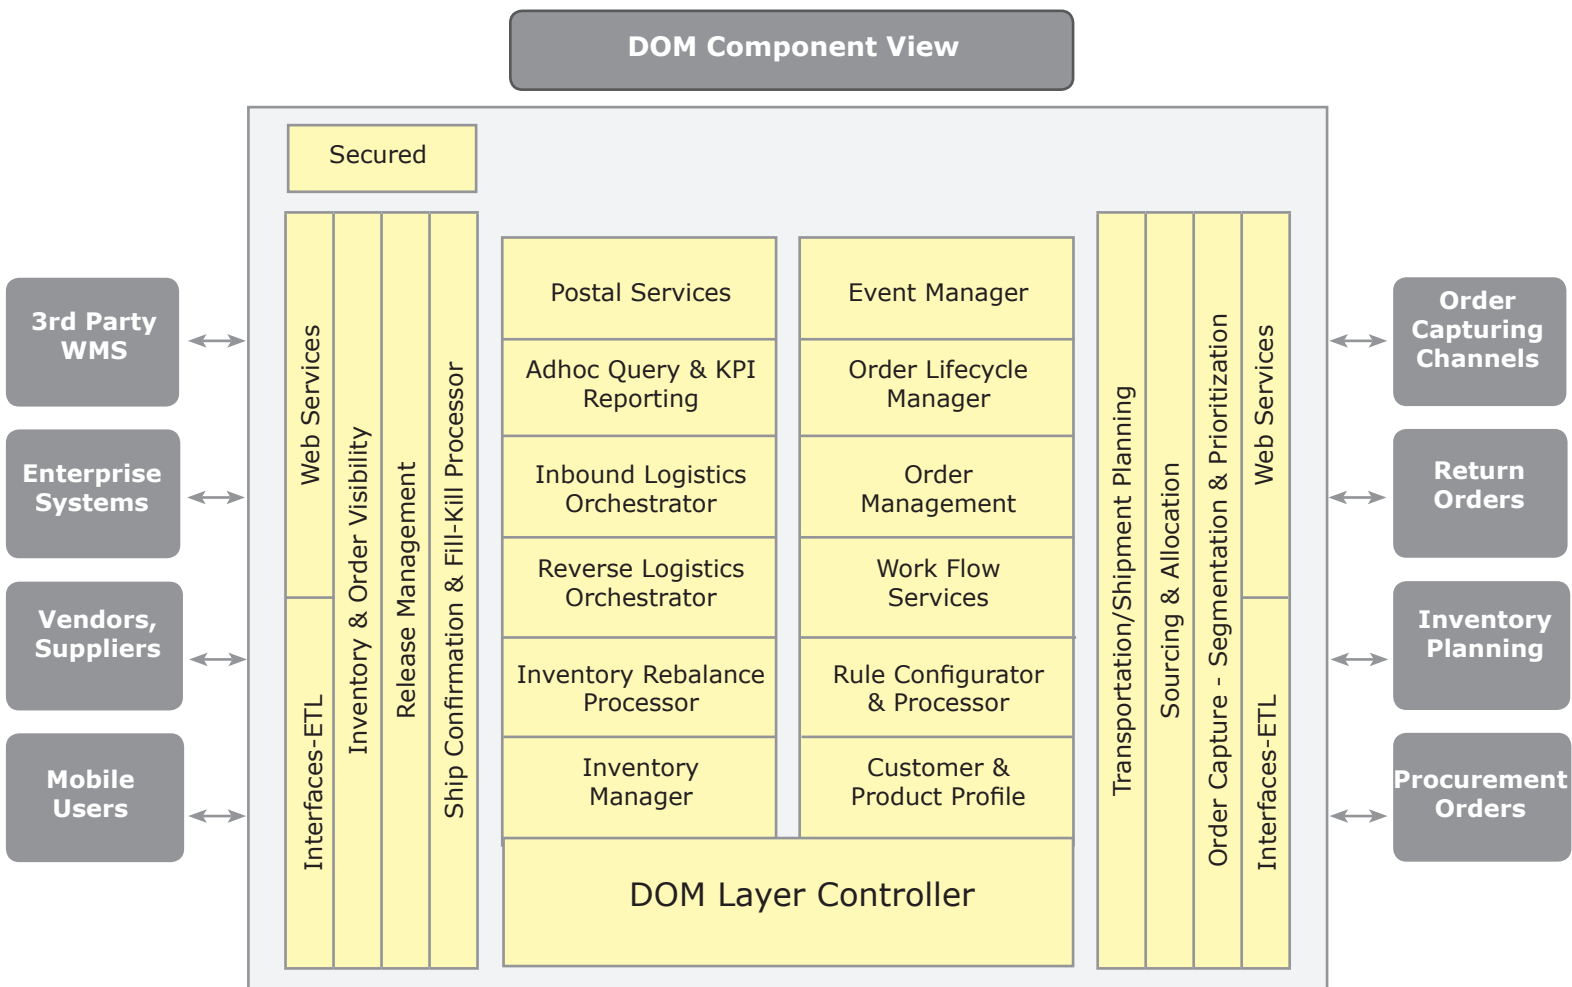 DOM Component View
Secured
3rd Party
WMS
Enterprise
Systems
Vendors,
Suppliers
Mobile
Users
Web Services
Interfaces-ETL
Inventory & Order Visibility
Release Management
Ship Confirmation & Fill-Kill Processor
Postal Services
Adhoc Query & KPI
Reporting
Inbound Logistics
Orchestrator
Reverse Logistics
Orchestrator
Inventory Rebalance
Processor
Inventory
Manager
Event Manager
Order Lifecycle
Manager
Order
Management
Work Flow
Services
Rule Configurator
& Processor
Customer &
Product Profile
DOM Layer Controller
Transportation/Shipment Planning
Sourcing & Allocation
Order Capture - Segmentation & Prioritization
Web Services
Interfaces-ETL
Order
Capturing
Channels
Return
Orders
Inventory
Planning
Procurement
Orders